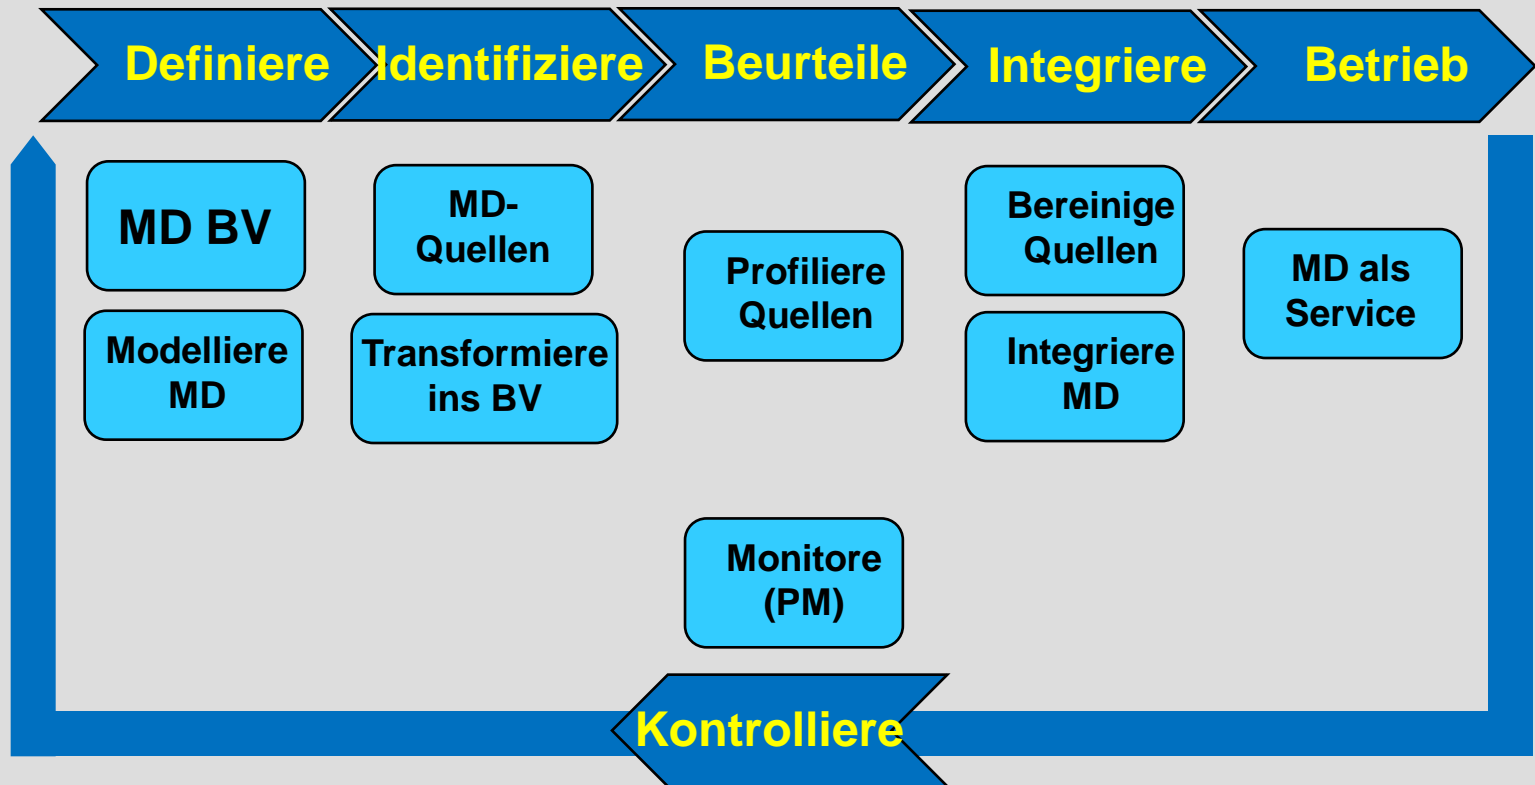 Definiere
Identifiziere
Beurteile
Integriere
Betrieb
MD BV
Modelliere
MD
MD-
Quellen
Transformiere
ins BV
Profiliere
Quellen
Bereinige
Quellen
Integriere
MD
MD als
Service
Monitore
(PM)
Kontrolliere